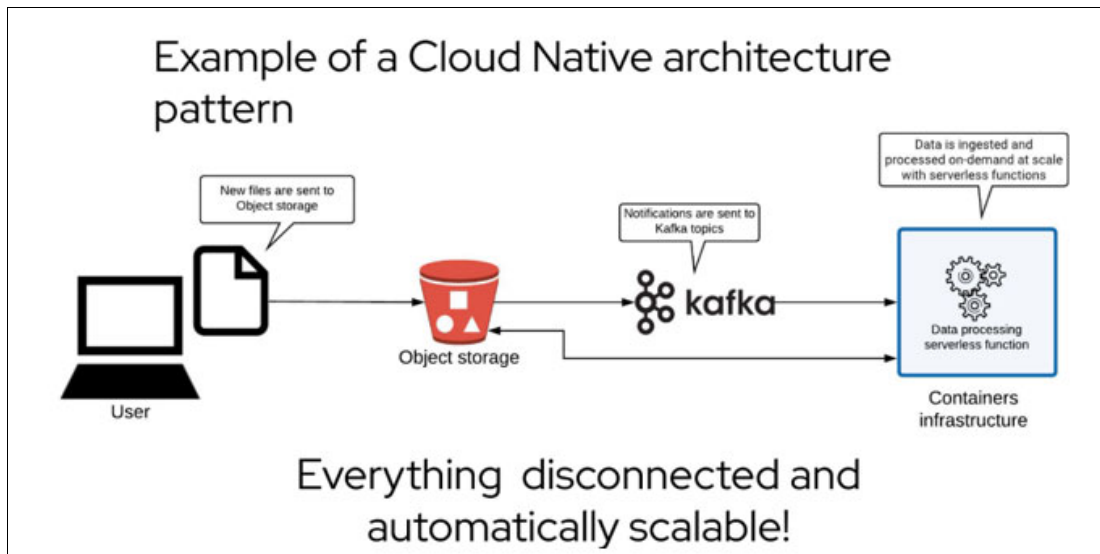 Example of a Cloud Native architecture
pattern
New files are sent to
Object storage
Notifications are sent to
Kafka topics
Data is ingested and
processed on-demand at scale
with serverless functions
User
Object storage
kafka
Data processing
serverless function
Containers
infrastructure
Everything disconnected and
automatically scalable!